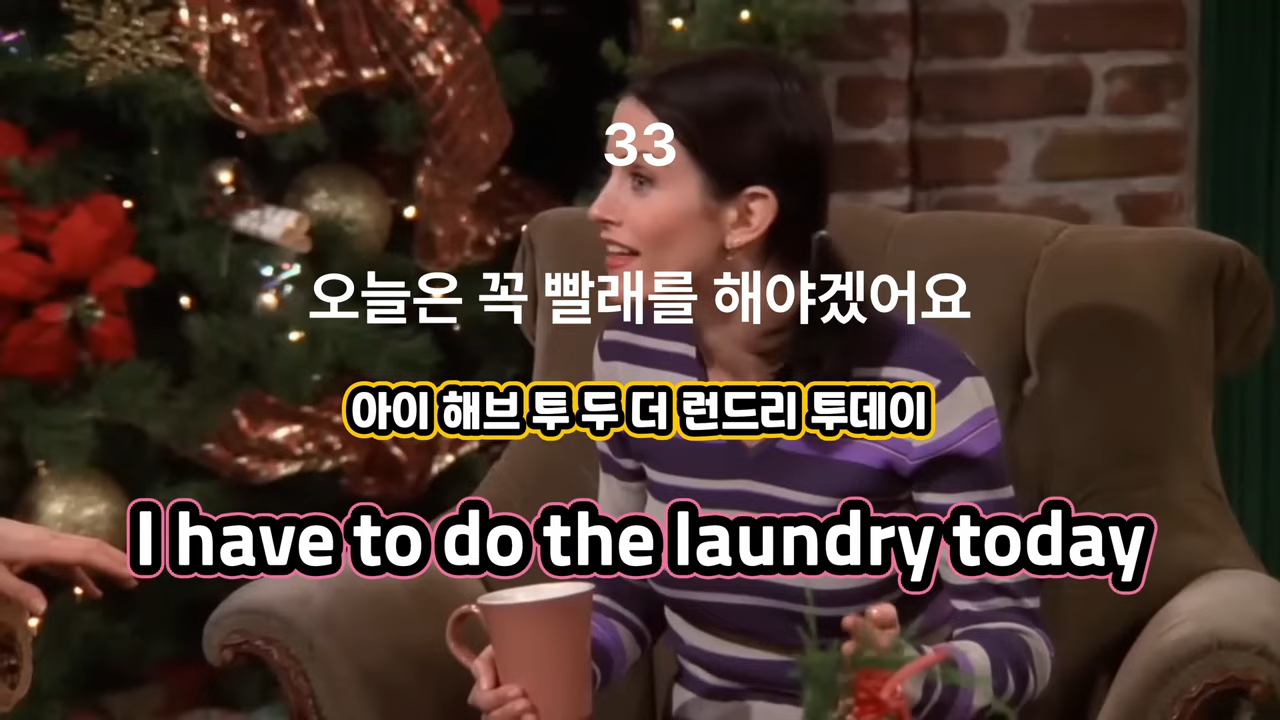 33
오늘은 꼭 빨래를 해야겠어요
아이 해브 투 두 더 런드리 투데이
I have to do the laundry today